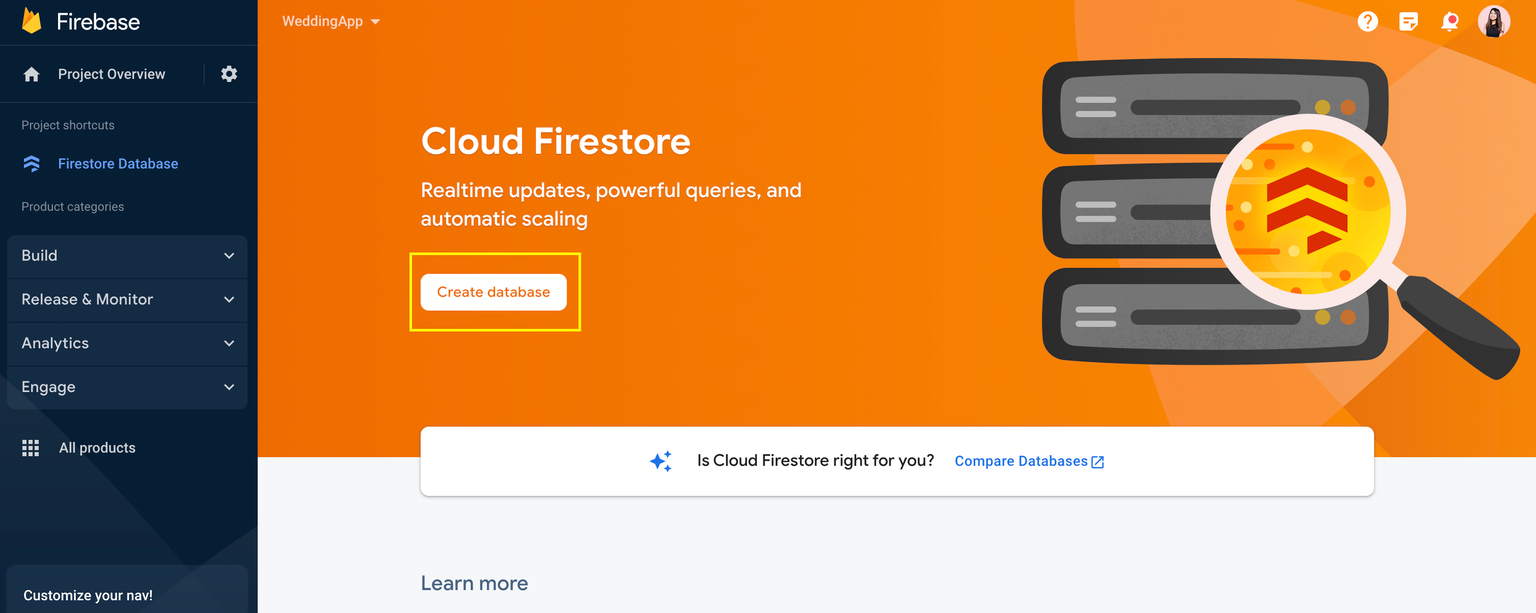 Firebase
WeddingApp
Project Overview
Project shortcuts
Firestore Database
Product categories
Build
Release & Monitor
Analytics
Engage
All products
Customize your nav!
Cloud Firestore
Realtime updates, powerful queries, and
automatic scaling
Create database
Is Cloud Firestore right for you? Compare Databases
Learn more